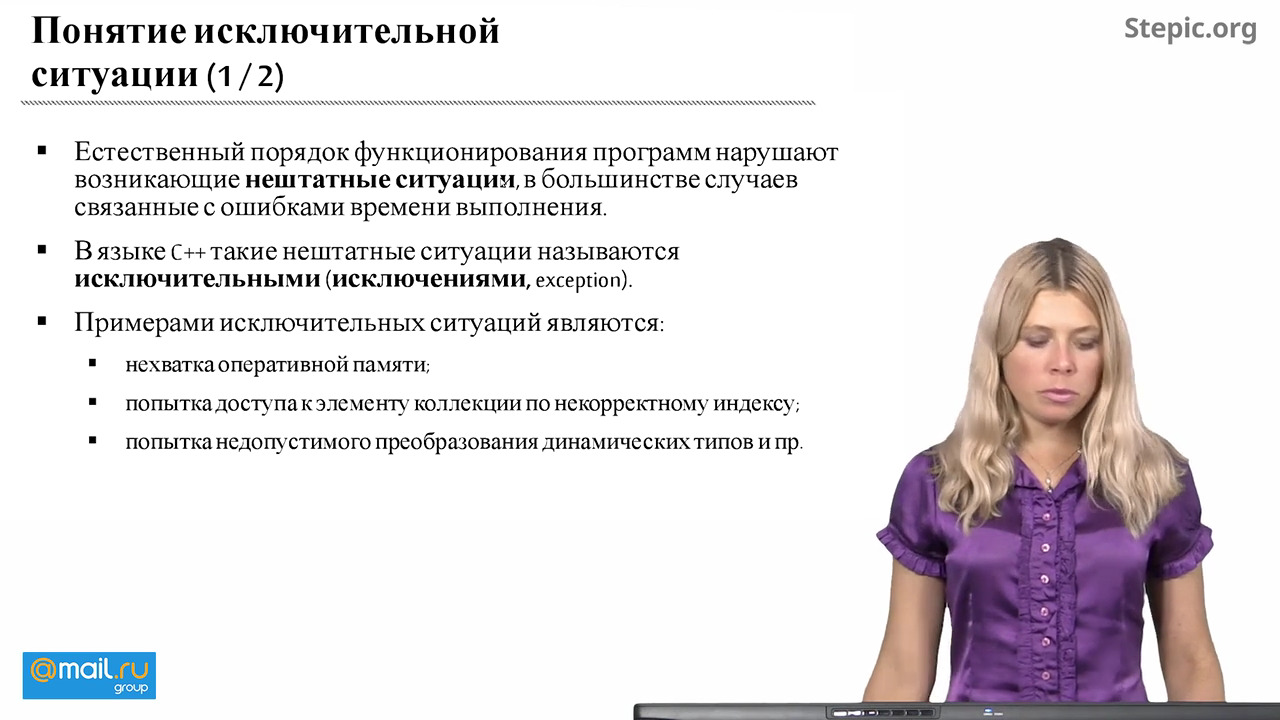 Понятие исключительной
ситуации (1 / 2)
Stepic.org
▪ Естественный порядок функционирования программ нарушают
возникающие нештатные ситуации, в большинстве случаев
связанные с ошибками времени выполнения.
▪ В языке C++ такие нештатные ситуации называются
исключительными (исключениями, exception).
▪ Примерами исключительных ситуаций являются:
▪ нехватка оперативной памяти;
▪ попытка доступа к элементу коллекции по некорректному индексу;
▪ попытка недопустимого преобразования динамических типов и пр.
@mail.ru
group